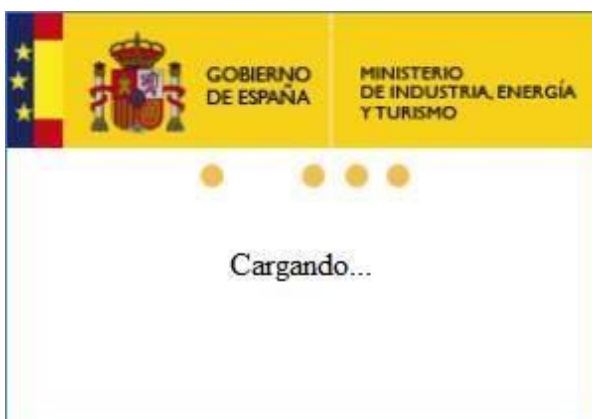 GOBIERNO
DE ESPAÑA
MINISTERIO
DE INDUSTRIA, ENERGÍA
Y TURISMO
Cargando...